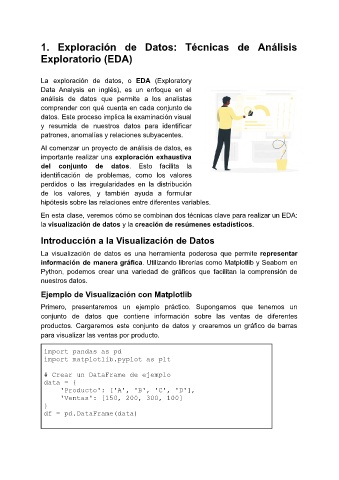 1. Exploración de Datos: Técnicas de Análisis
Exploratorio (EDA)
La exploración de datos, o EDA (Exploratory
Data Analysis en inglés), es un enfoque en el
análisis de datos que permite a los analistas
comprender con qué cuenta en cada conjunto de
datos. Este proceso implica la examinación visual
y resumida de nuestros datos para identificar
patrones, anomalías y relaciones subyacentes.
Al comenzar un proyecto de análisis de datos, es
importante realizar una exploración exhaustiva
del conjunto de datos. Esto facilita la
identificación de problemas, como los valores
perdidos o las irregularidades en la distribución
de los valores, y también ayuda a formular
hipótesis sobre las relaciones entre diferentes variables.
En esta clase, veremos cómo se combinan dos técnicas clave para realizar un EDA:
la visualización de datos y la creación de resúmenes estadísticos.
Introducción a la Visualización de Datos
La visualización de datos es una herramienta poderosa que permite representar
información de manera gráfica. Utilizando librerías como Matplotlib y Seaborn en
Python, podemos crear una variedad de gráficos que facilitan la comprensión de
nuestros datos.
Ejemplo de Visualización con Matplotlib
Primero, presentaremos un ejemplo práctico. Supongamos que tenemos un
conjunto de datos que contiene información sobre las ventas de diferentes
productos. Cargaremos este conjunto de datos y crearemos un gráfico de barras
para visualizar las ventas por producto.
import pandas as pd
import matplotlib.pyplot as plt
# Crear un DataFrame de ejemplo
data = {
'Producto': ['A', 'B', 'C', 'D'],
'Ventas': [150, 200, 300, 100]
}
df = pd.DataFrame(data)